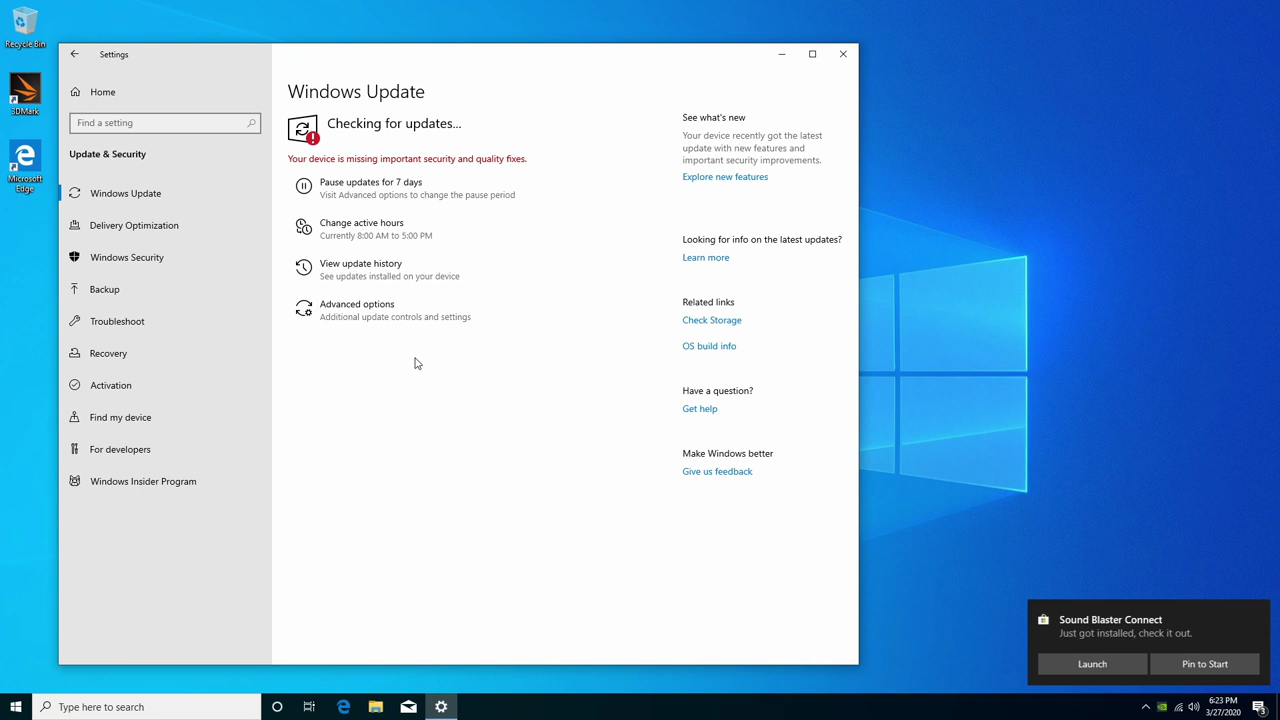 Recycle Bin
3DMark
Microsoft
Edge
Settings
Home
Find a setting
Update & Security
Windows Update
Delivery Optimization
Windows Security
Backup
Troubleshoot
Recovery
Activation
Find my device
For developers
Windows Insider Program
Windows Update
Checking for updates...
Your device is missing important security and quality fixes.
Pause updates for 7 days
Visit Advanced options to change the pause period
Change active hours
Currently 8:00 AM to 5:00 PM
View update history
See updates installed on your device
Advanced options
Additional update controls and settings
See what's new
Your device recently got the latest
update with new features and
important security improvements.
Explore new features
Looking for info on the latest updates?
Learn more
Related links
Check Storage
OS build info
Have a question?
Get help
Make Windows better
Give us feedback
Sound Blaster Connect
Just got installed, check it out.
Launch
Pin to Start
Type here to search
6:23 PM
3/27/2020
3